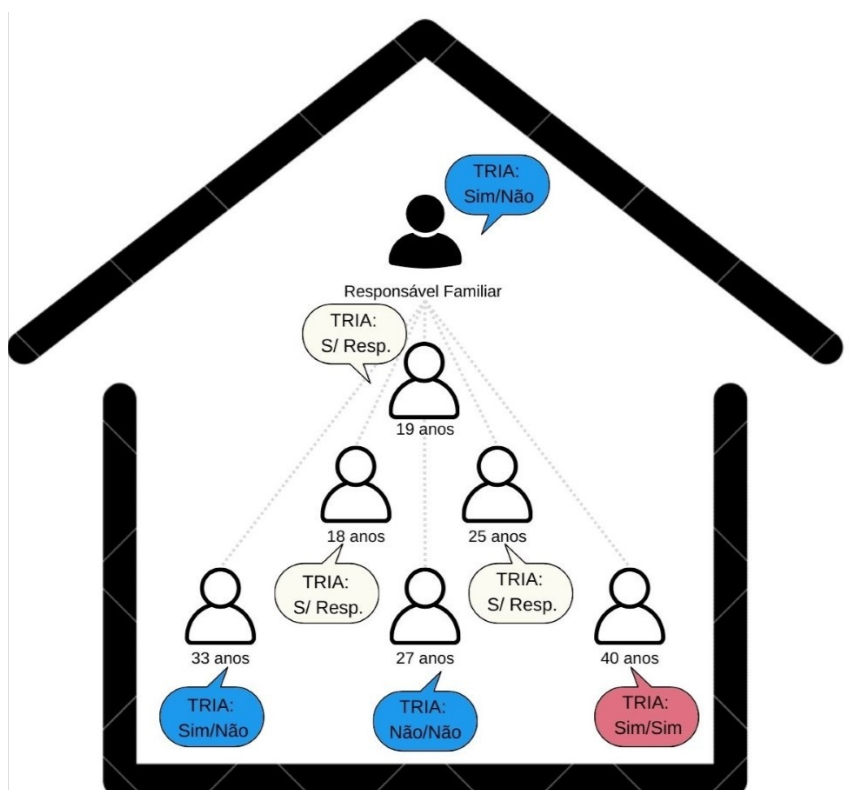 TRIA:
Sim/Não
Responsável Familiar
TRIA:
S/ Resp.
19 anos
18 anos
25 anos
TRIA:
S/ Resp.
TRIA:
S/ Resp.
33 anos
27 anos
40 anos
TRIA:
Sim/Não
TRIA:
Não/Não
TRIA:
Sim/Sim